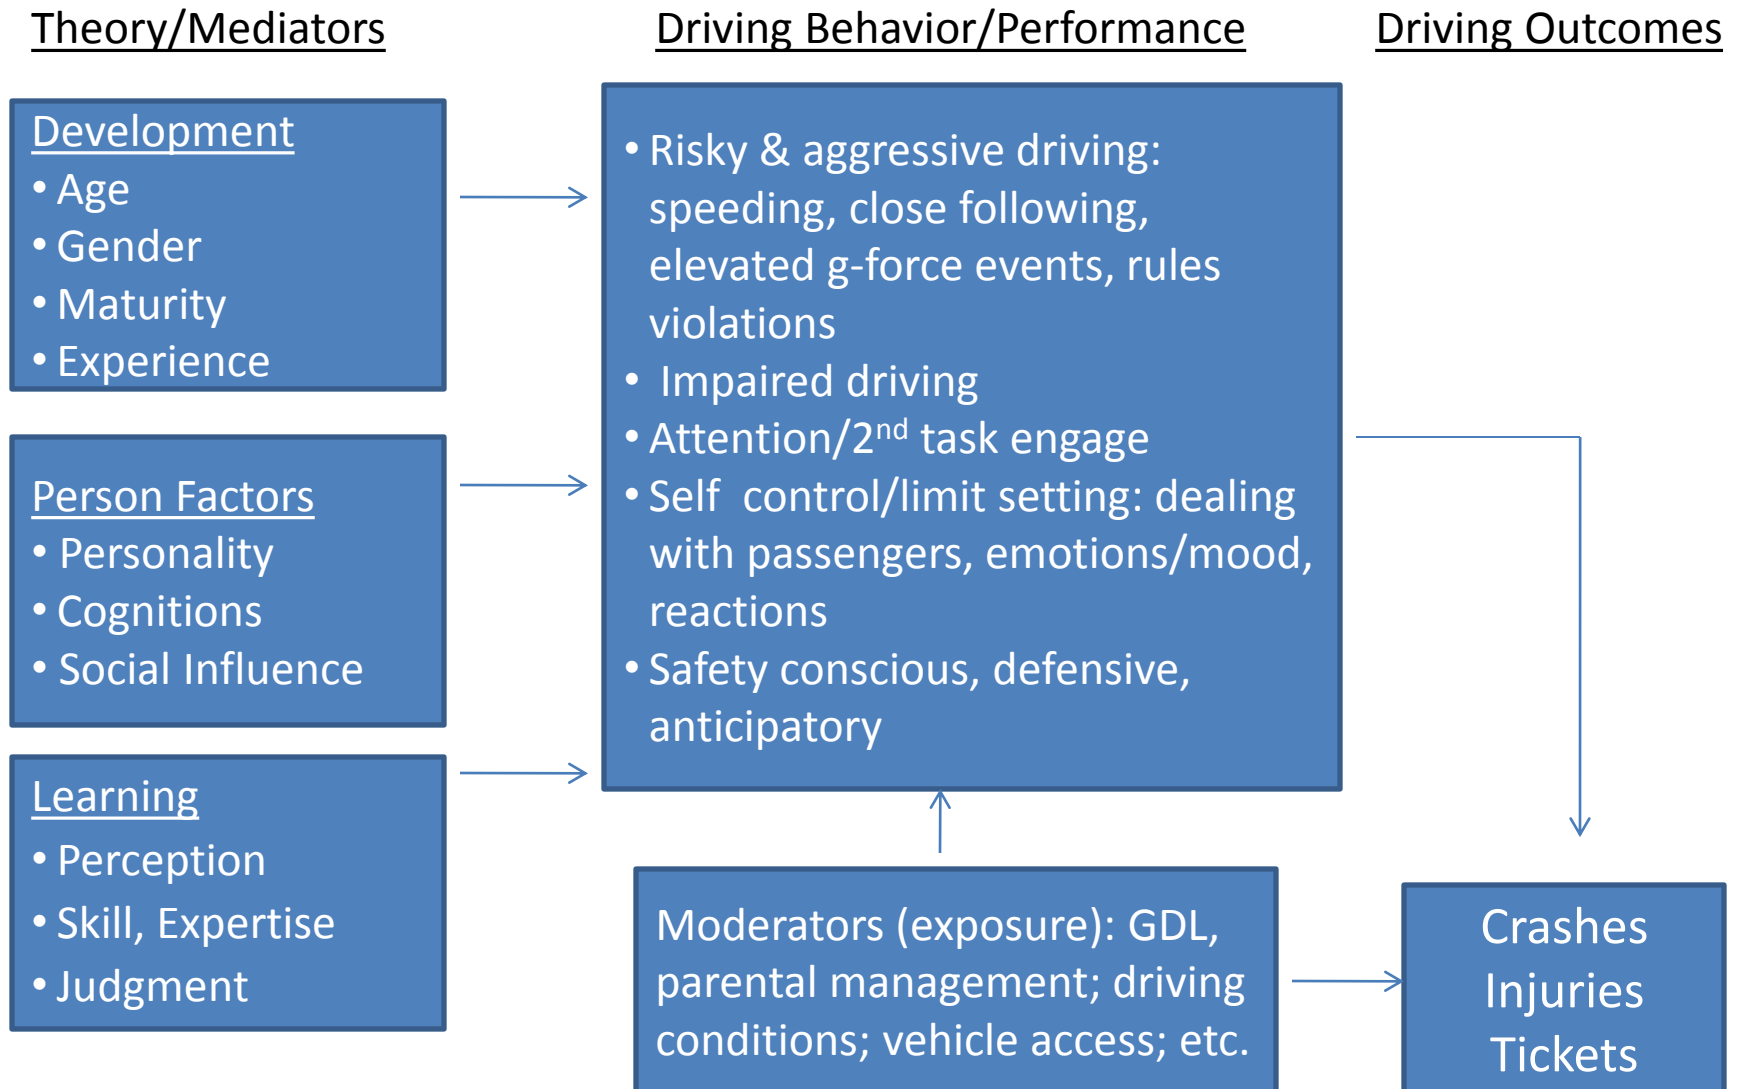 Theory/Mediators
Driving Behavior/Performance
Driving Outcomes
Development
• Age
• Gender
• Maturity
• Experience
Person Factors
• Personality
• Cognitions
• Social Influence
Learning
• Perception
• Skill, Expertise
• Judgment
• Risky & aggressive driving:
speeding, close following,
elevated g-force events, rules
violations
• Impaired driving
• Attention/2nd task engage
• Self control/limit setting: dealing
with passengers, emotions/mood,
reactions
• Safety conscious, defensive,
anticipatory
Moderators (exposure): GDL,
parental management; driving
conditions; vehicle access; etc.
Crashes
Injuries
Tickets